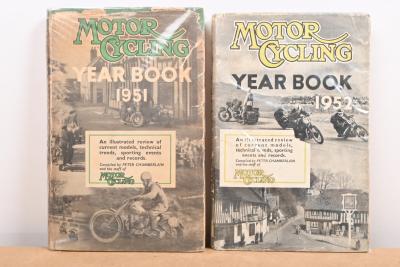 MOTOR
CYCLING
YEAR BOOK
1951
An illustrated review
of current models,
technical trends,
sporting events
and records.
Compiled by PETER CHAMBERLAIN
and the staff of
MOTOR
CYCLING
MOTOR
CYCLING
YEAR BOOK
1952
An illustrated review
of current models,
technical trends, sporting
events and records.
Compiled by PETER CHAMBERLAIN
and the staff of
MOTOR
CYCLING